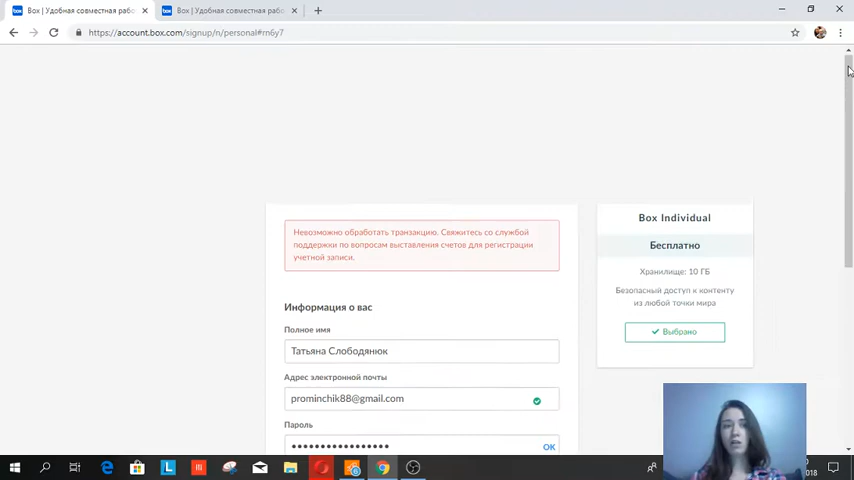 Box | Удобная совместная рабо
Box | Удобная совместная рабо
https://account.box.com/signup/n/personal#m6y7
Невозможно обработать транзакцию. Свяжитесь со службой
поддержки по вопросам выставления счетов для регистрации
учетной записи.
Информация о вас
Полное имя
Татьяна Слободянюк
Адрес электронной почты
prominchik88@gmail.com
Пароль
OK
Box Individual
Бесплатно
Хранилище: 10 ГБ
Безопасный доступ к контенту
из любой точки мира
Выбрано